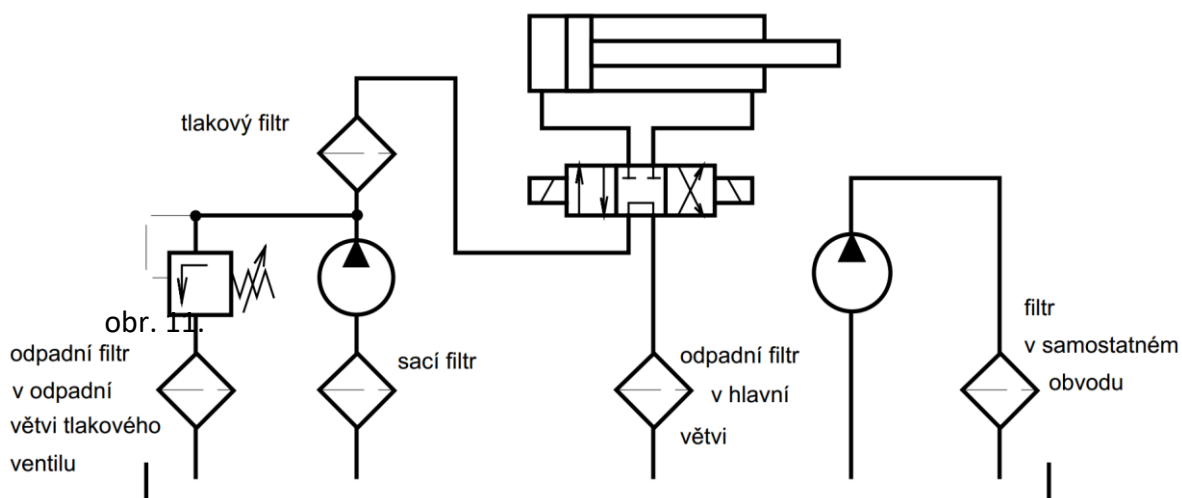 tlakový filtr
obr. 11.
odpadní filtr
v odpadní
větvi tlakového
ventilu
sací filtr
odpadní filtr
v hlavní
větvi
filtr
v samostatném
obvodu